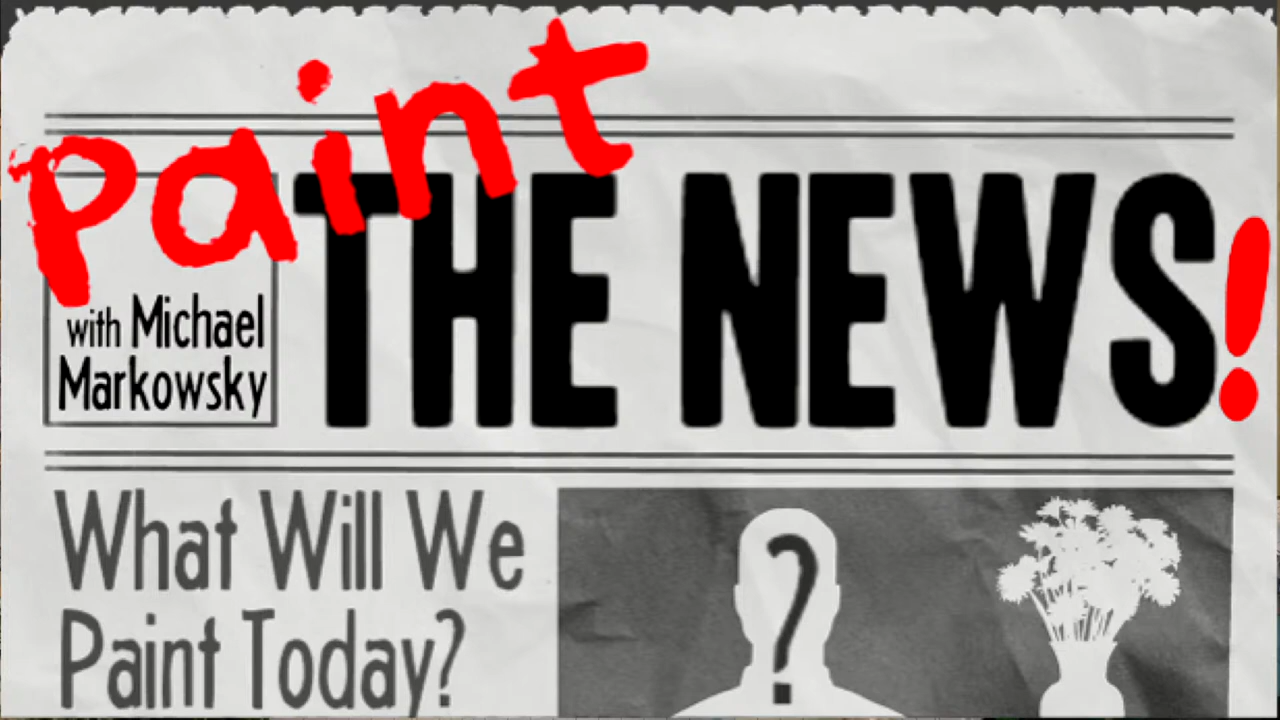 Paint
THE NEWS!
with Michael
Markowsky
What Will We
Paint Today?
?